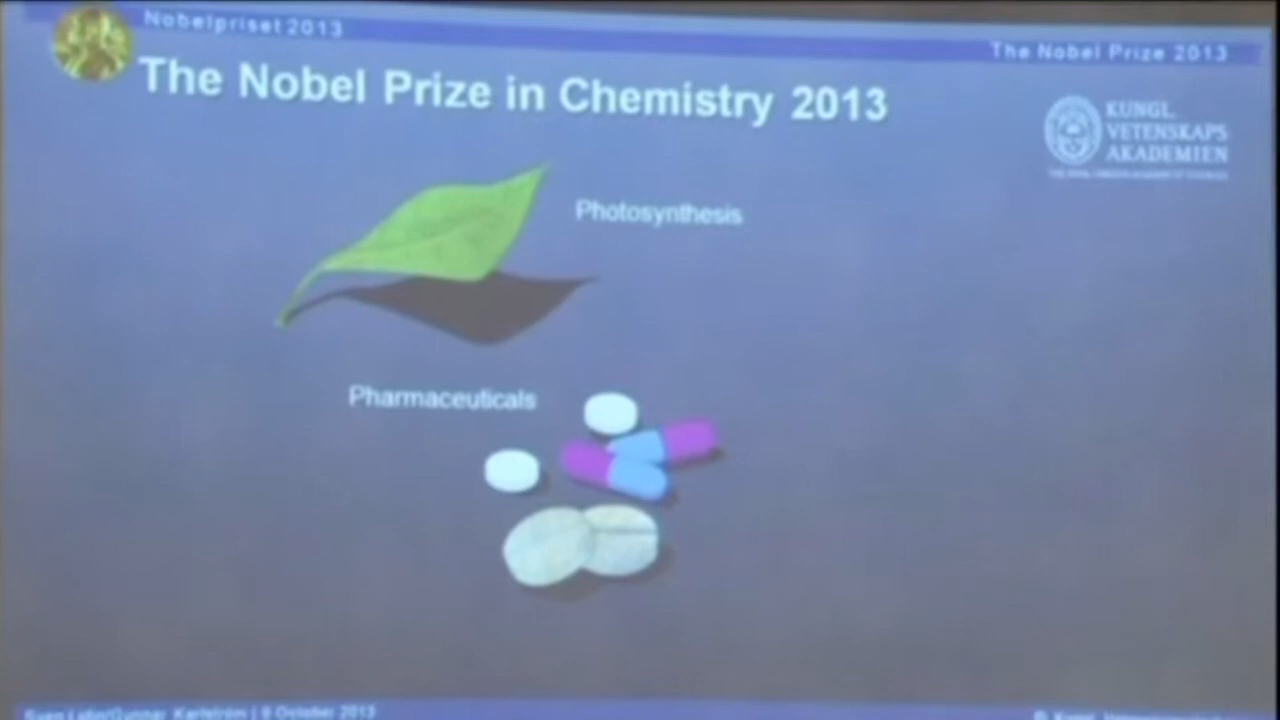 Nobelpriset 2013
The Nobel Prize 2013
The Nobel Prize in Chemistry 2013
KUNGL.
VETENSKAPS
AKADEMIEN
Photosynthesis
Pharmaceuticals
Karlström | 9 October 2013